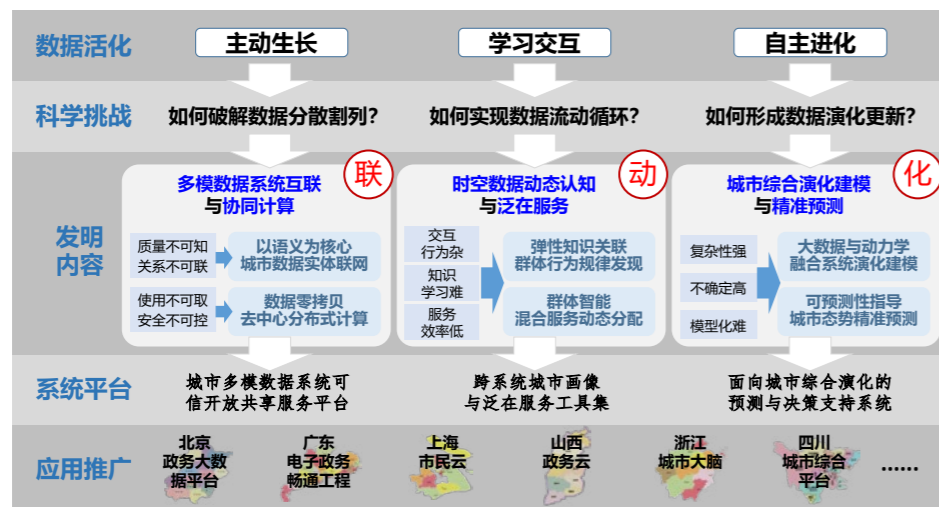 数据活化
主动生长
学习交互
自主进化
科学挑战
如何破解数据分散割列？
如何实现数据流动循环？
如何形成数据演化更新？
发明
内容
联
多模数据系统互联
与协同计算
质量不可知
关系不可联
以语义为核心
城市数据实体联网
使用不可取
安全不可控
数据零拷贝
去中心分布式计算
动
时空数据动态认知
与泛在服务
交互
行为杂
知识
学习难
服务
效率低
弹性知识关联
群体行为规律发现
群体智能
混合服务动态分配
化
城市综合演化建模
与精准预测
复杂性强
不确定高
模型化难
大数据与动力学
融合系统演化建模
可预测性指导
城市态势精准预测
系统平台
城市多模数据系统可
信开放共享服务平台
跨系统城市画像
与泛在服务工具集
面向城市综合演化的
预测与决策支持系统
应用推广
北京
政务大数
据平台
广东
电子政务
畅通工程
上海
市民云
山西
政务云
浙江
城市大脑
四川
城市综合
平台
……